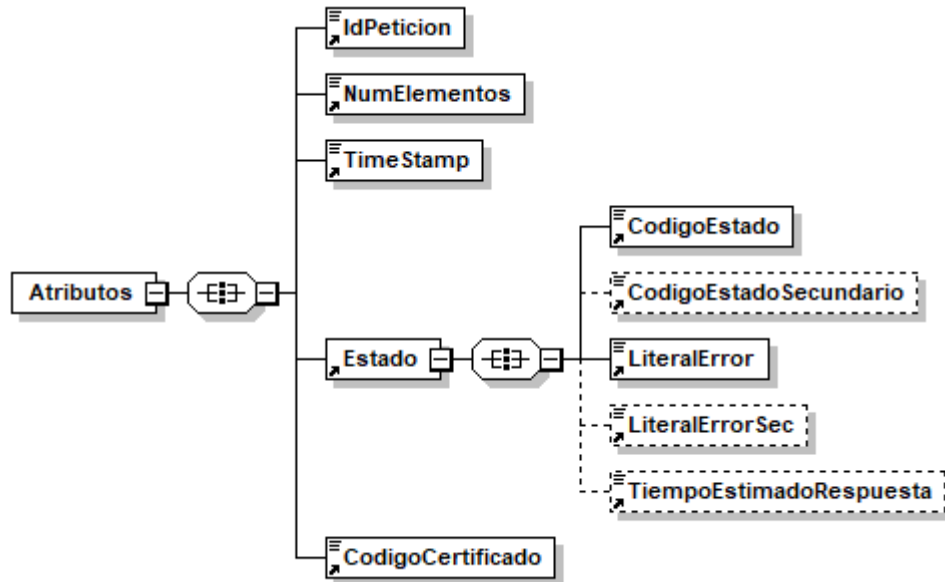 IdPeticion
NumElementos
TimeStamp
CodigoEstado
CodigoEstadoSecundario
Atributos
Estado
LiteralError
LiteralErrorSec
TiempoEstimadoRespuesta
CodigoCertificado